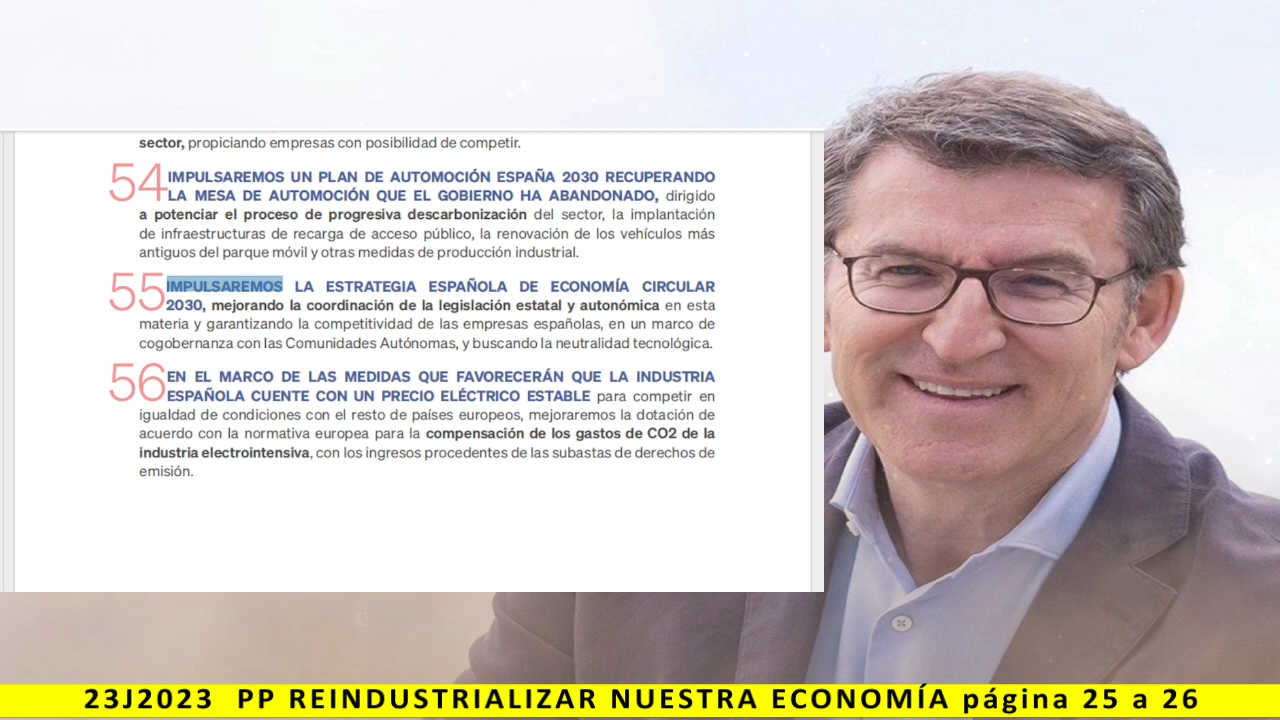 sector, propiciando empresas con posibilidad de competir.
54 IMPULSAREMOS UN PLAN DE AUTOMOCIÓN ESPAÑA 2030 RECUPERANDO
LA MESA DE AUTOMOCIÓN QUE EL GOBIERNO HA ABANDONADO, dirigido
a potenciar el proceso de progresiva descarbonización del sector, la implantación
de infraestructuras de recarga de acceso público, la renovación de los vehículos más
antiguos del parque móvil y otras medidas de producción industrial.
55 IMPULSAREMOS LA ESTRATEGIA ESPAÑOLA DE ECONOMÍA CIRCULAR
2030, mejorando la coordinación de la legislación estatal y autonómica en esta
materia y garantizando la competitividad de las empresas españolas, en un marco de
cogobernanza con las Comunidades Autónomas, y buscando la neutralidad tecnológica.
56 EN EL MARCO DE LAS MEDIDAS QUE FAVORECERÁN QUE LA INDUSTRIA
ESPAÑOLA CUENTE CON UN PRECIO ELÉCTRICO ESTABLE para competir en
igualdad de condiciones con el resto de países europeos, mejoraremos la dotación de
acuerdo con la normativa europea para la compensación de los gastos de CO2 de la
industria electrointensiva, con los ingresos procedentes de las subastas de derechos de
emisión.
23J2023 PP REINDUSTRIALIZAR NUESTRA ECONOMÍA página 25 a 26